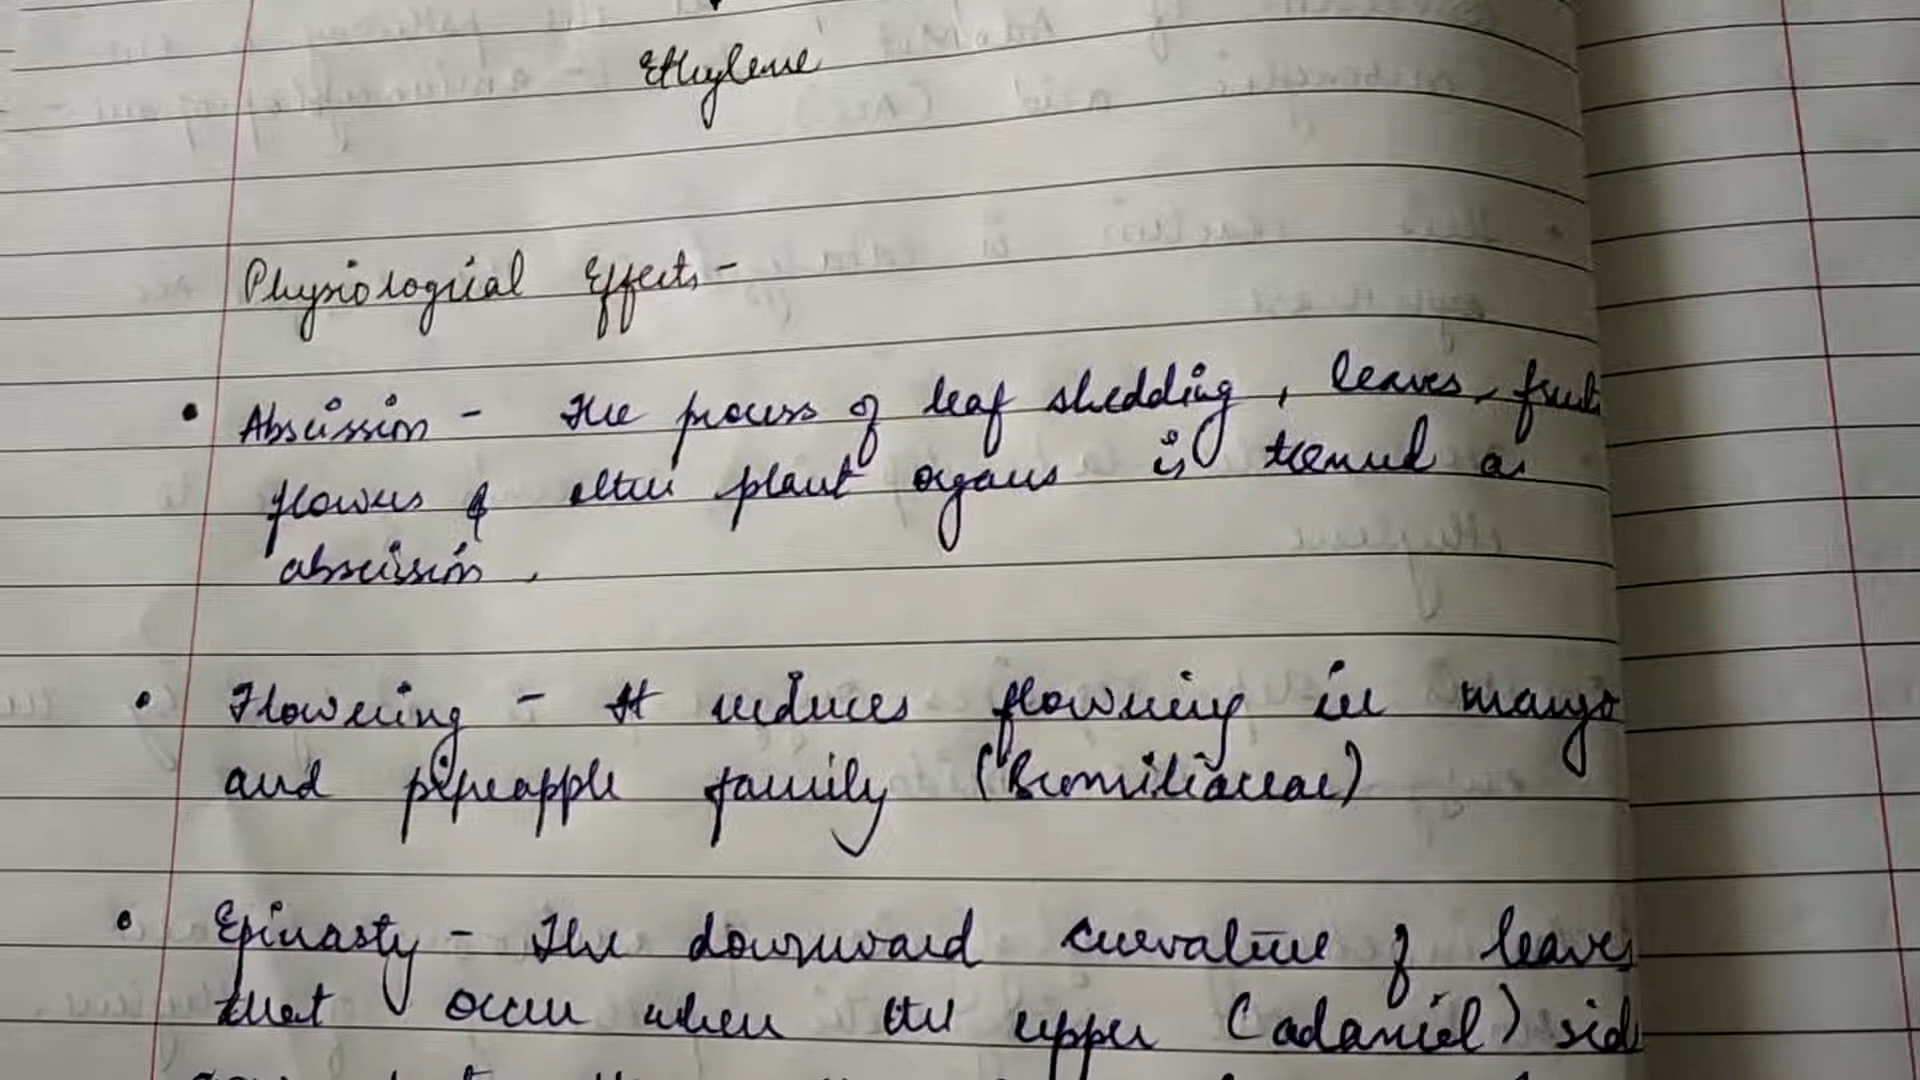 Ethylene
Physiological Effects -
• Abscission - The process of leaf shedding, leaves, fruit
flowers & other plant organs is termed as
abscission.
• Flowering - It reduces flowering in mango
and pineapple family (Bromiliaceae)
• Epinasty - The downward curvature of leaves
that occur when the upper (adaxial) side